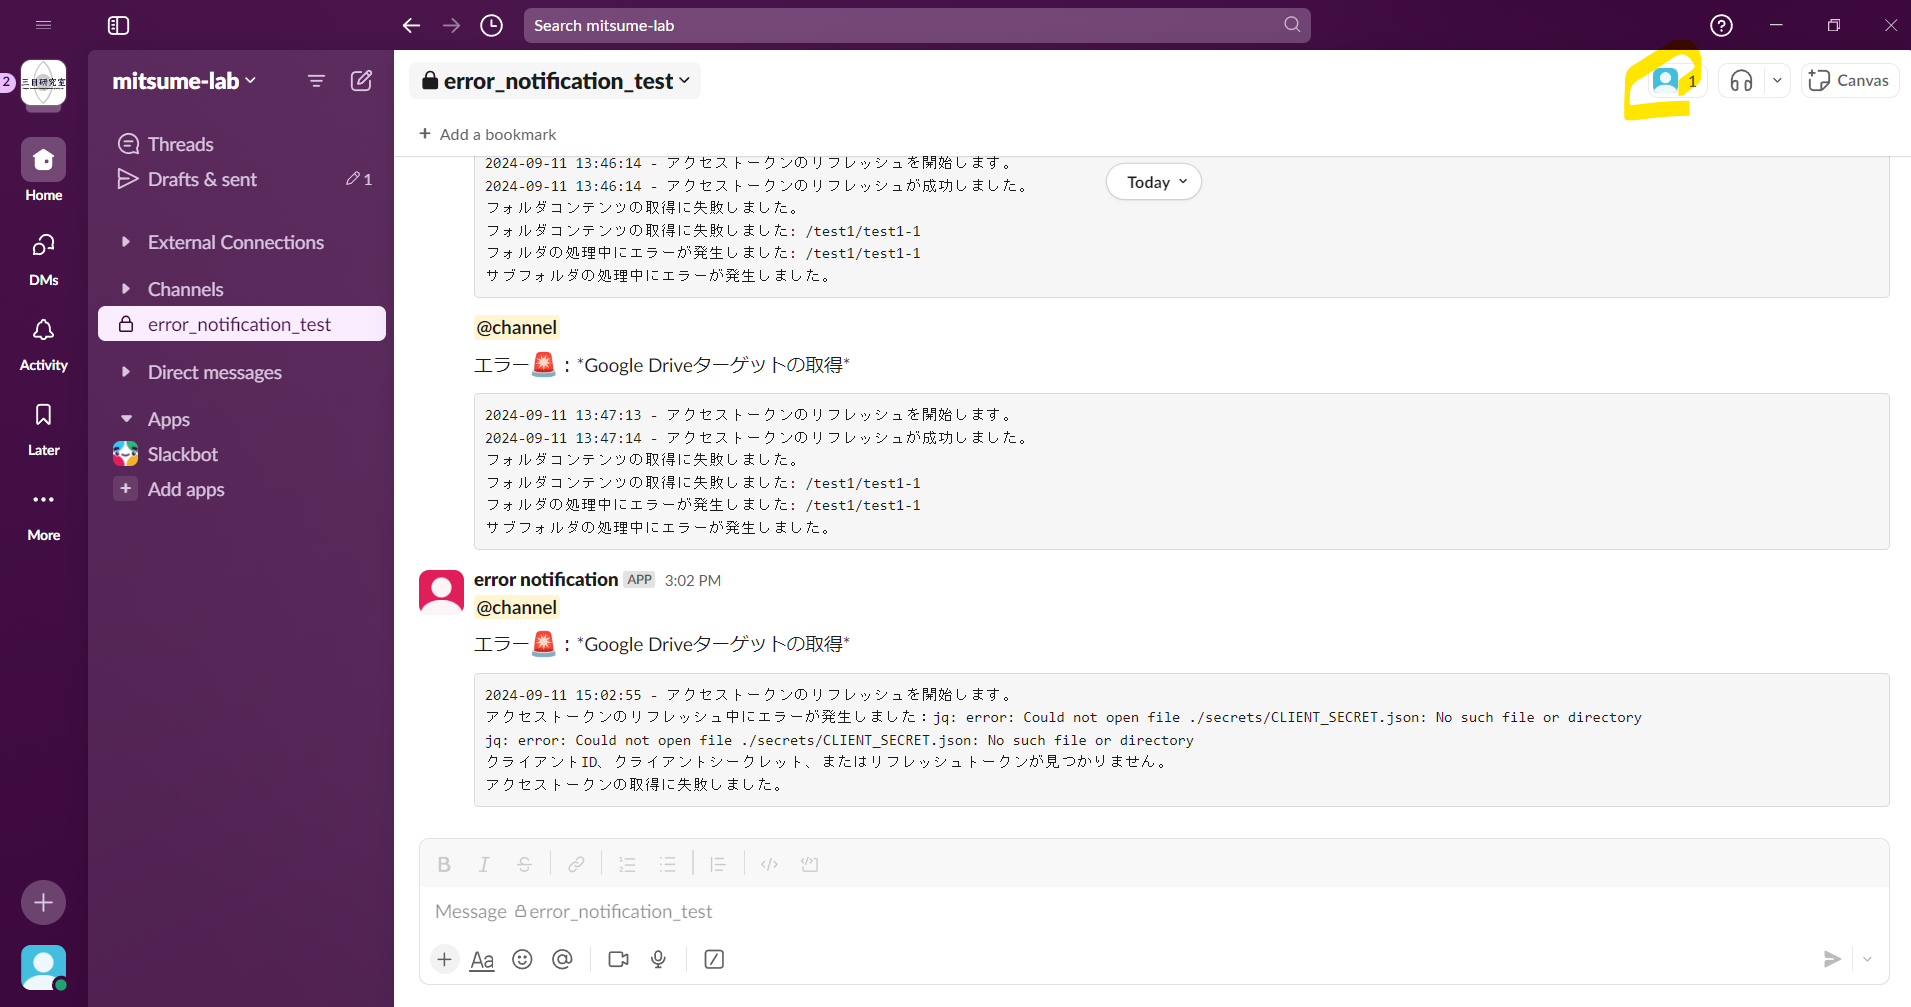 Search mitsume-lab
2
三目研究室
mitsume-lab
error_notification_test
1
Canvas
Add a bookmark
Home
DMs
Activity
Later
More
Threads
Drafts & sent
1
External Connections
Channels
error_notification_test
Direct messages
Apps
Slackbot
Add apps
Today
2024-09-11 13:46:14 - アクセストークンのリフレッシュを開始します。
2024-09-11 13:46:14 - アクセストークンのリフレッシュが成功しました。
フォルダコンテンツの取得に失敗しました。
フォルダコンテンツの取得に失敗しました: /test1/test1-1
フォルダの処理中にエラーが発生しました: /test1/test1-1
サブフォルダの処理中にエラーが発生しました。
@channel
エラー🚨：*Google Driveターゲットの取得*
2024-09-11 13:47:13 - アクセストークンのリフレッシュを開始します。
2024-09-11 13:47:14 - アクセストークンのリフレッシュが成功しました。
フォルダコンテンツの取得に失敗しました。
フォルダコンテンツの取得に失敗しました: /test1/test1-1
フォルダの処理中にエラーが発生しました: /test1/test1-1
サブフォルダの処理中にエラーが発生しました。
error notification APP 3:02 PM
@channel
エラー🚨：*Google Driveターゲットの取得*
2024-09-11 15:02:55 - アクセストークンのリフレッシュを開始します。
アクセストークンのリフレッシュ中にエラーが発生しました：jq: error: Could not open file ./secrets/CLIENT_SECRET.json: No such file or directory
jq: error: Could not open file ./secrets/CLIENT_SECRET.json: No such file or directory
クライアントID、クライアントシークレット、またはリフレッシュトークンが見つかりません。
アクセストークンの取得に失敗しました。
Message error_notification_test
Aa